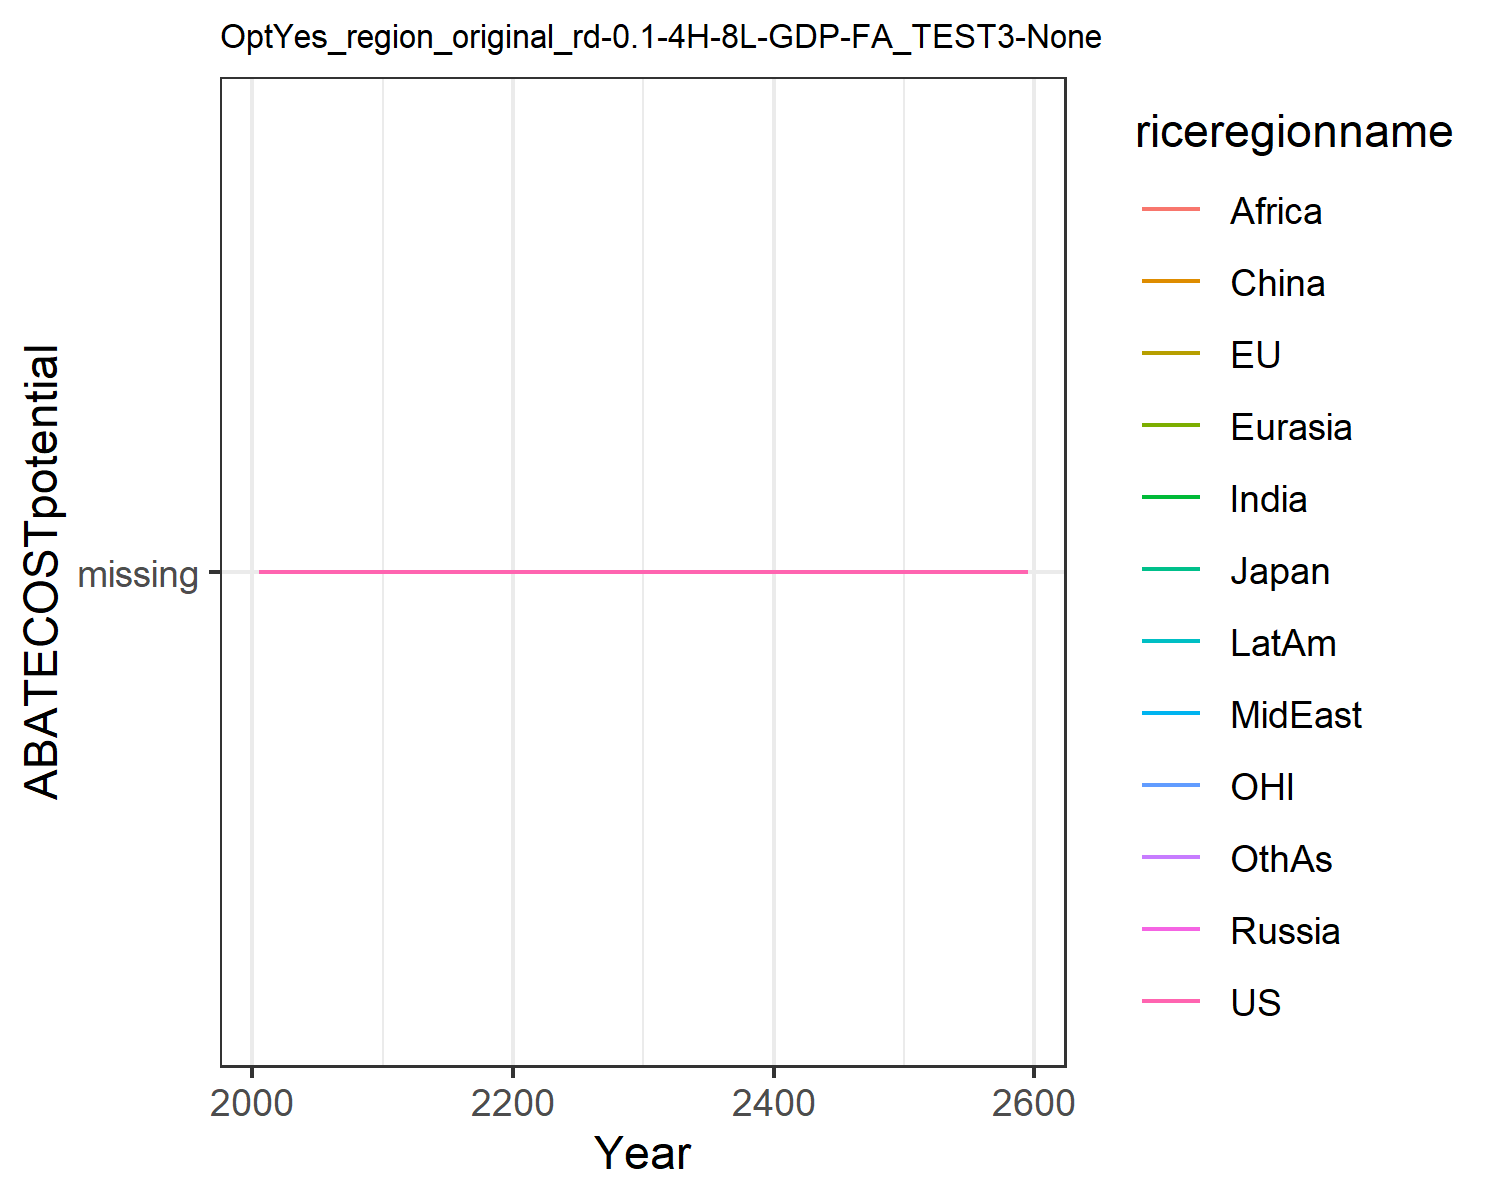 OptYes_region_original_rd-0.1-4H-8L-GDP-FA_TEST3-None
ABATECOSTpotential
missing
2000 2200 2400 2600
Year
riceregionname
Africa
China
EU
Eurasia
India
Japan
LatAm
MidEast
OHI
OthAs
Russia
US